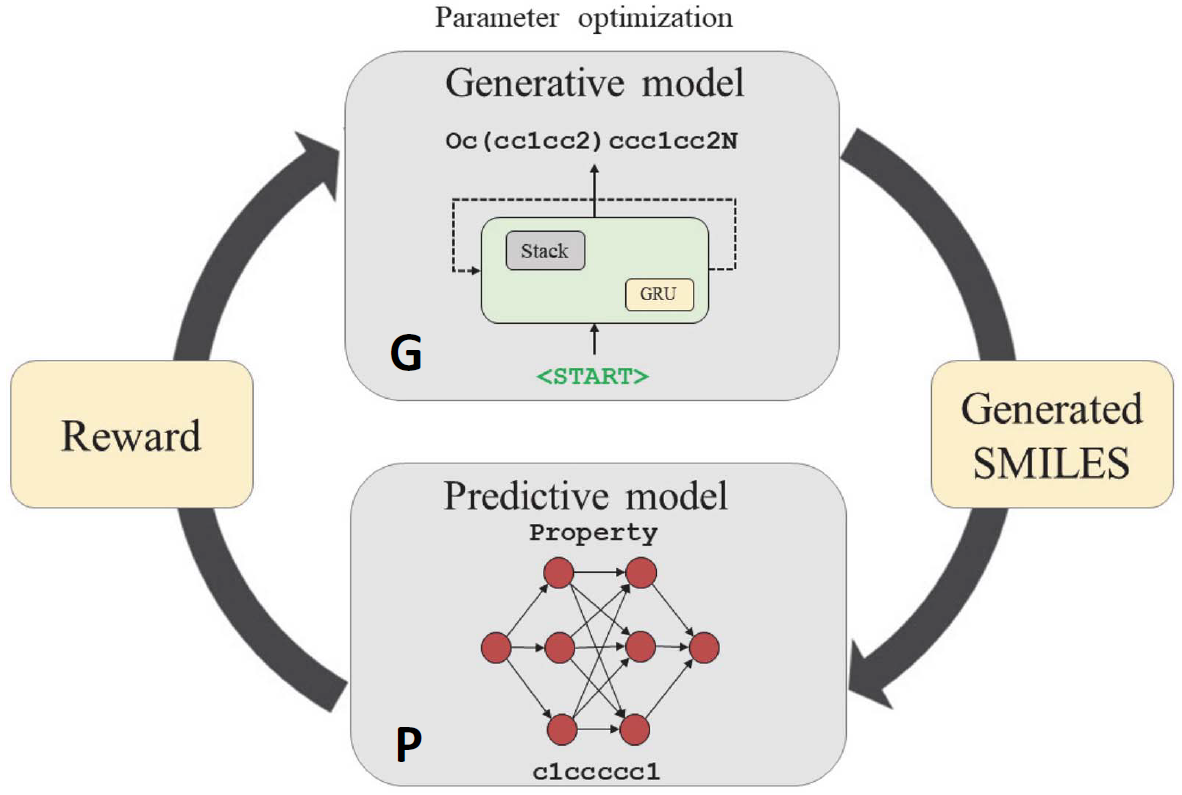 Parameter optimization
Generative model
Oc(cc1cc2)ccc1cc2N
Stack
GRU
G
<START>
Reward
Generated
SMILES
Predictive model
Property
P
c1ccccc1